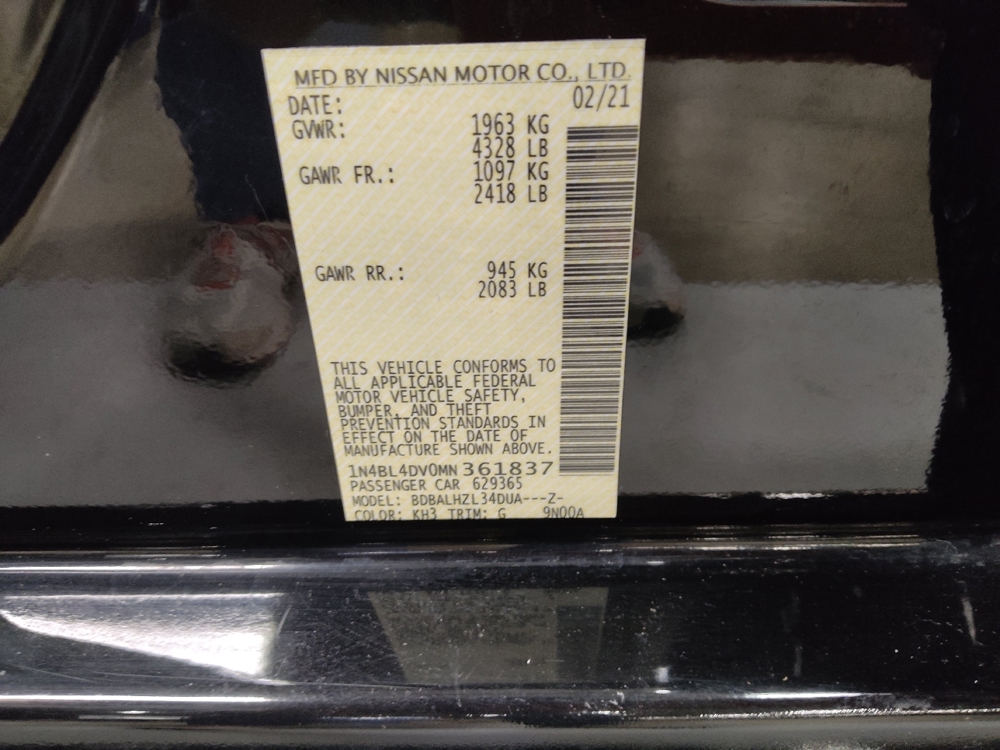 MFD BY NISSAN MOTOR CO., LTD.
DATE: 02/21
GVWR: 1963 KG
4328 LB
GAWR FR.: 1097 KG
2418 LB
GAWR RR.: 945 KG
2083 LB
THIS VEHICLE CONFORMS TO
ALL APPLICABLE FEDERAL
MOTOR VEHICLE SAFETY,
BUMPER, AND THEFT
PREVENTION STANDARDS IN
EFFECT ON THE DATE OF
MANUFACTURE SHOWN ABOVE.
1N4BL4DV0MN361837
PASSENGER CAR 629365
MODEL: BDBALHZL34DUA---Z-
COLOR: KH3 TRIM: G 9N00A